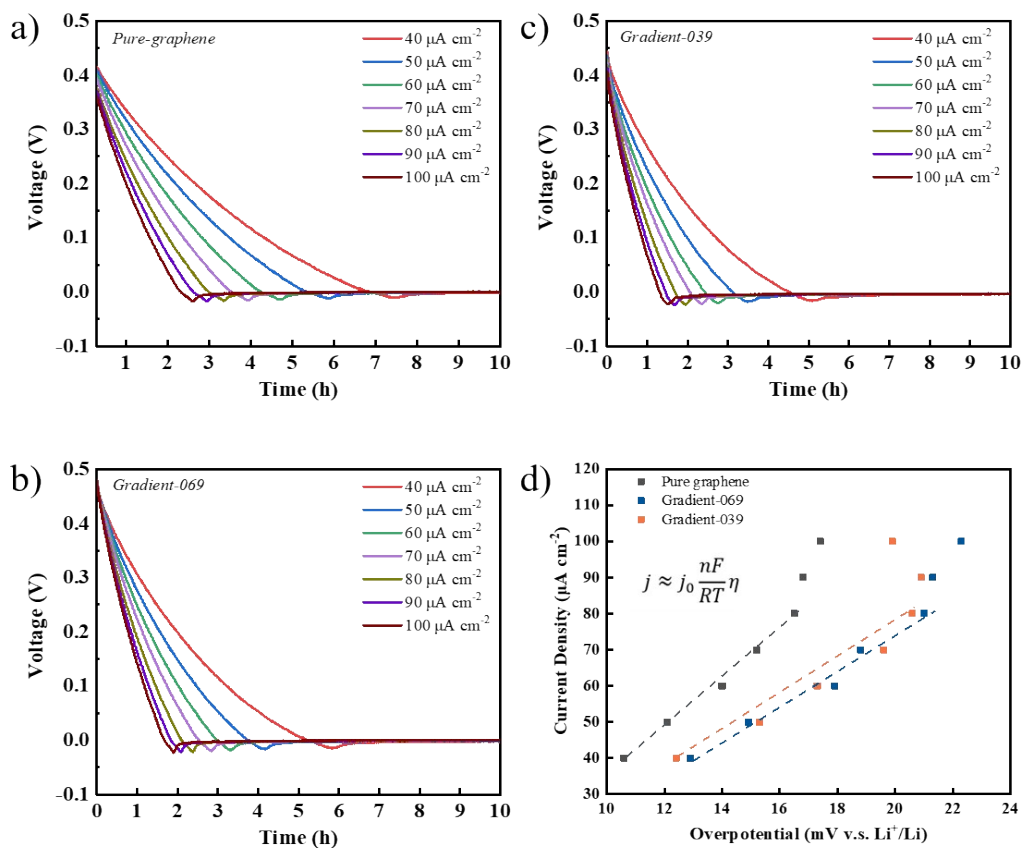 a)
Pure-graphene
40 μA cm⁻²
50 μA cm⁻²
60 μA cm⁻²
70 μA cm⁻²
80 μA cm⁻²
90 μA cm⁻²
100 μA cm⁻²
0.5
0.4
0.3
0.2
0.1
0.0
-0.1
Voltage (V)
1 2 3 4 5 6 7 8 9 10
Time (h)
c)
Gradient-039
40 μA cm⁻²
50 μA cm⁻²
60 μA cm⁻²
70 μA cm⁻²
80 μA cm⁻²
90 μA cm⁻²
100 μA cm⁻²
0.5
0.4
0.3
0.2
0.1
0.0
-0.1
Voltage (V)
0 1 2 3 4 5 6 7 8 9 10
Time (h)
b)
Gradient-069
40 μA cm⁻²
50 μA cm⁻²
60 μA cm⁻²
70 μA cm⁻²
80 μA cm⁻²
90 μA cm⁻²
100 μA cm⁻²
0.5
0.4
0.3
0.2
0.1
0.0
-0.1
Voltage (V)
0 1 2 3 4 5 6 7 8 9 10
Time (h)
d)
Pure graphene
Gradient-069
Gradient-039
j ≈ j₀ nF/RT η
120
110
100
90
80
70
60
50
40
30
Current Density (μA cm⁻²)
10 12 14 16 18 20 22 24
Overpotential (mV v.s. Li⁺/Li)